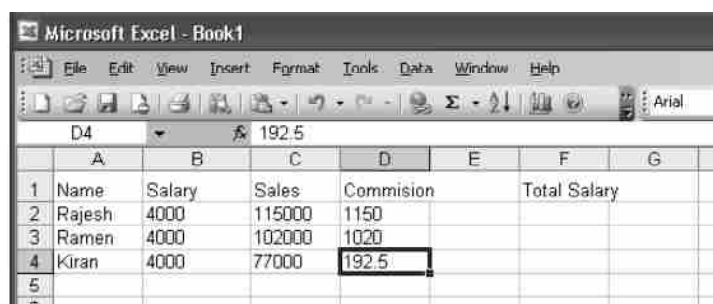 Microsoft Excel - Book1
File Edit View Insert Format Tools Data Window Help
Arial
D4 fx 192.5
A B C D E F G
1 Name Salary Sales Commision Total Salary
2 Rajesh 4000 115000 1150
3 Ramen 4000 102000 1020
4 Kiran 4000 77000 192.5
5